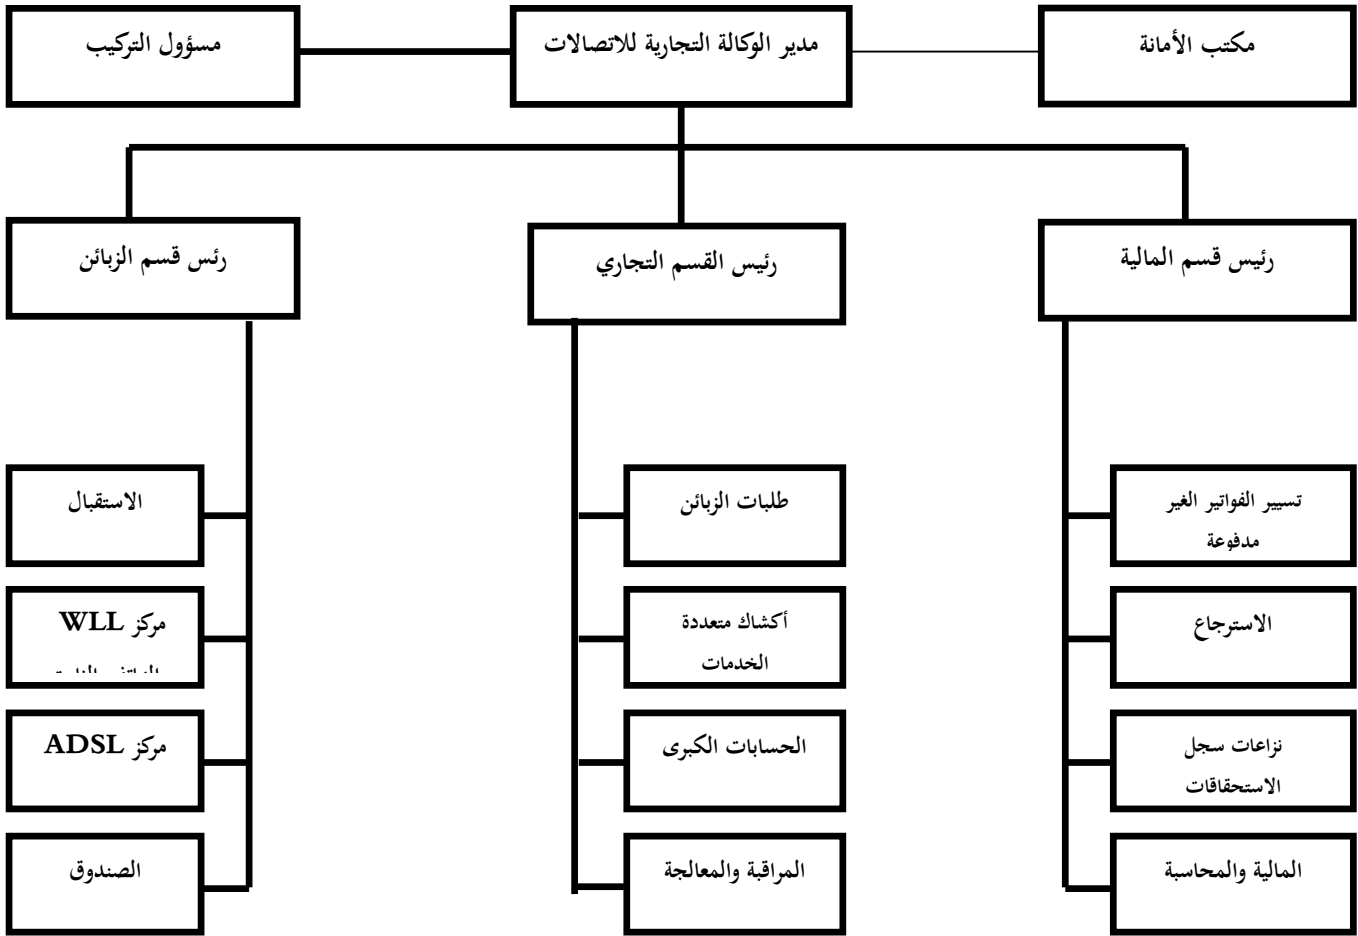 مكتب الأمانة
مدير الوكالة التجارية للاتصالات
مسؤول التركيب
رئيس قسم المالية
رئيس القسم التجاري
رئس قسم الزبائن
تسيير الفواتير الغير
مدفوعة
الاسترجاع
نزاعات سجل
الاستحقاقات
المالية والمحاسبة
طلبات الزبائن
أكشاك متعددة
الخدمات
الحسابات الكبرى
المراقبة والمعالجة
الاستقبال
مركز WLL
مركز ADSL
الصندوق